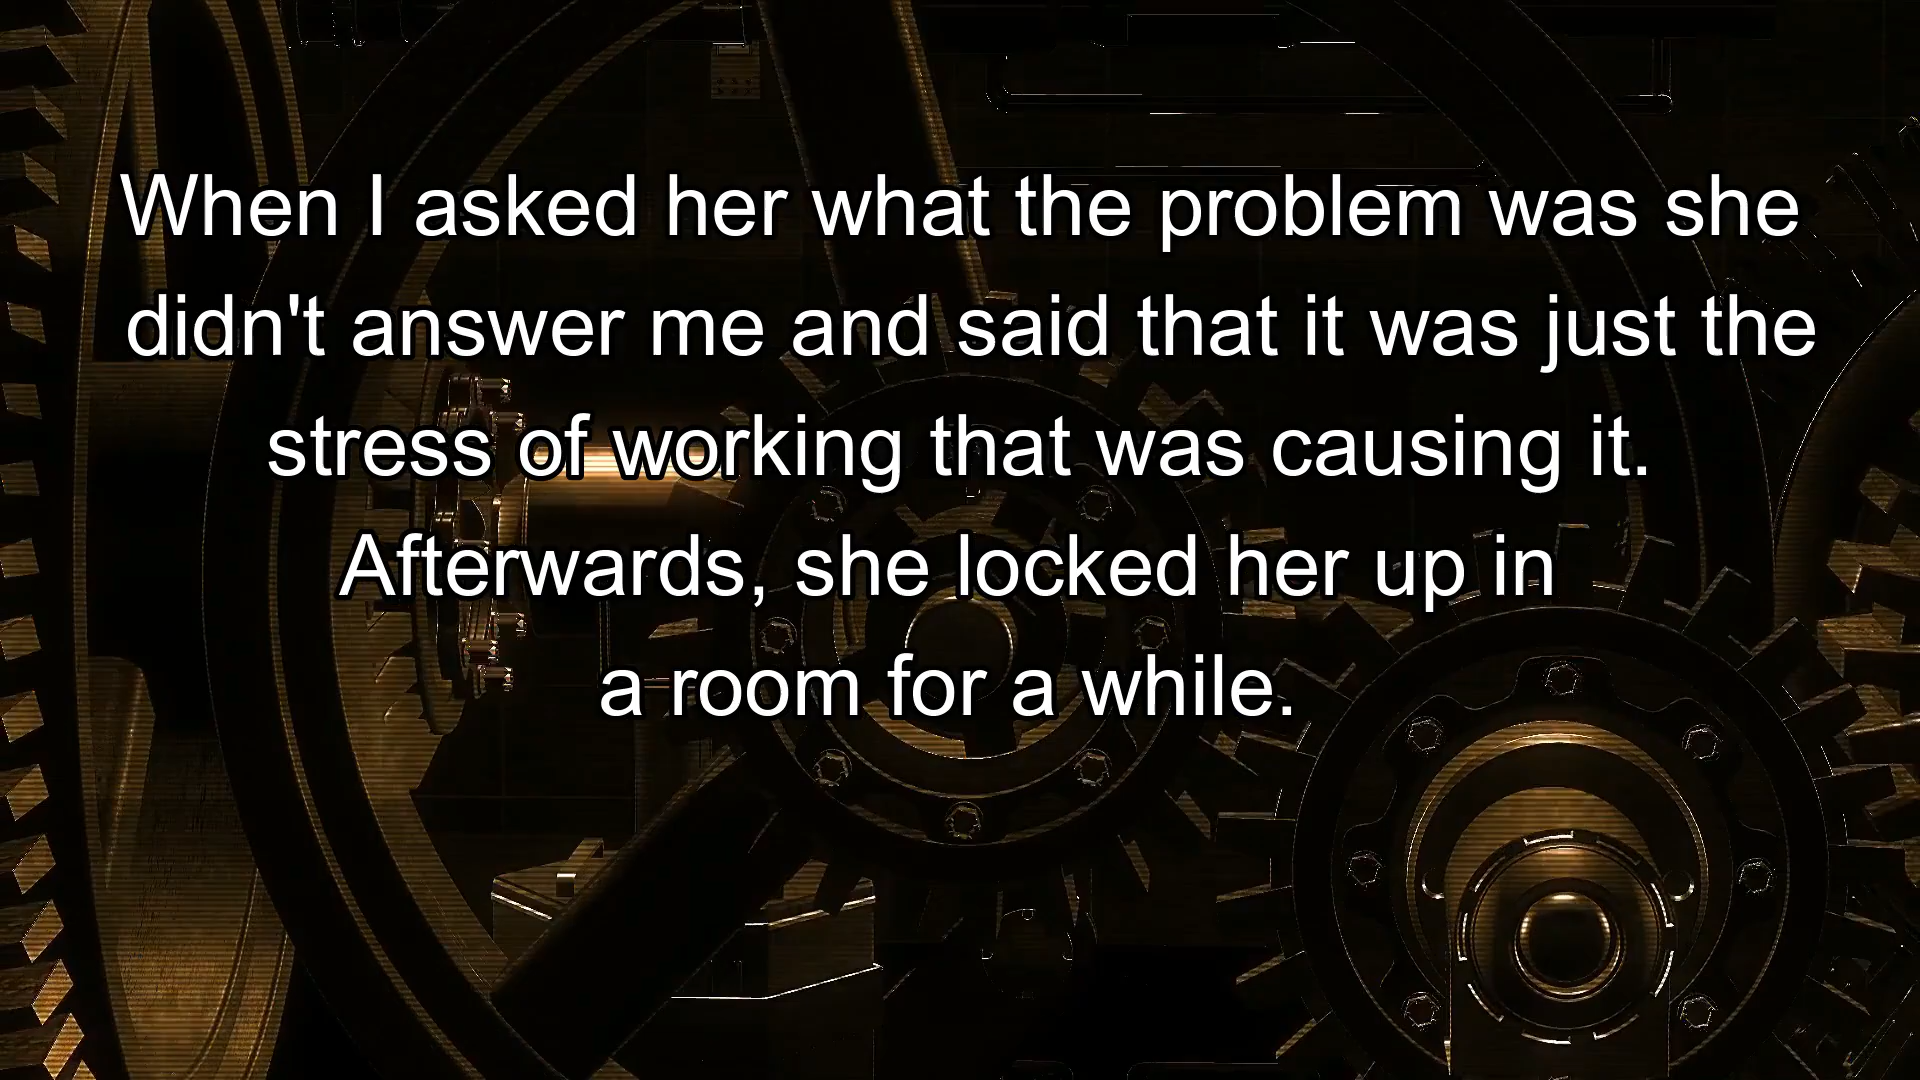 When I asked her what the problem was she
didn't answer me and said that it was just the
stress of working that was causing it.
Afterwards, she locked her up in
a room for a while.